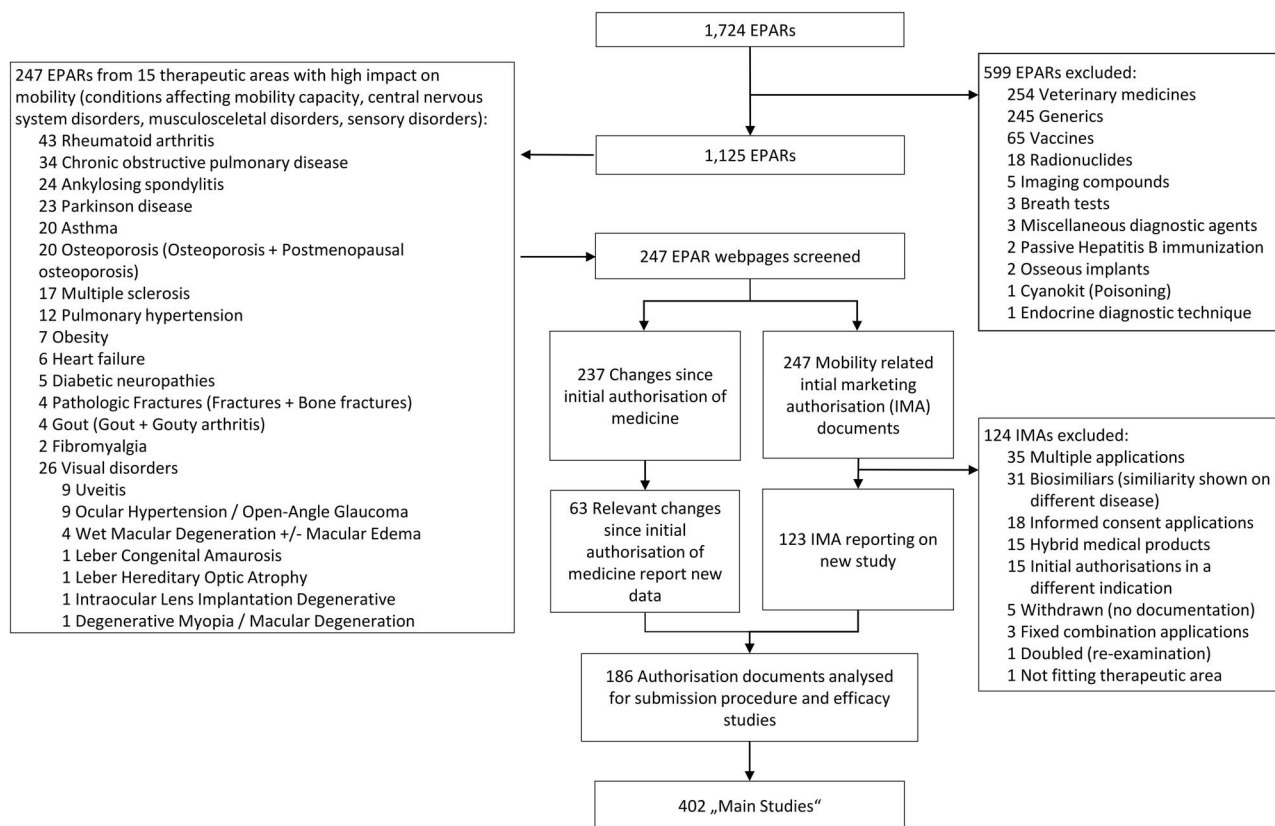 1,724 EPARs
247 EPARs from 15 therapeutic areas with high impact on
mobility (conditions affecting mobility capacity, central nervous
system disorders, musculosceletal disorders, sensory disorders):
43 Rheumatoid arthritis
34 Chronic obstructive pulmonary disease
24 Ankylosing spondylitis
23 Parkinson disease
20 Asthma
20 Osteoporosis (Osteoporosis + Postmenopausal
osteoporosis)
17 Multiple sclerosis
12 Pulmonary hypertension
7 Obesity
6 Heart failure
5 Diabetic neuropathies
4 Pathologic Fractures (Fractures + Bone fractures)
4 Gout (Gout + Gouty arthritis)
2 Fibromyalgia
26 Visual disorders
9 Uveitis
9 Ocular Hypertension / Open-Angle Glaucoma
4 Wet Macular Degeneration +/- Macular Edema
1 Leber Congenital Amaurosis
1 Leber Hereditary Optic Atrophy
1 Intraocular Lens Implantation Degenerative
1 Degenerative Myopia / Macular Degeneration
599 EPARs excluded:
254 Veterinary medicines
245 Generics
65 Vaccines
18 Radionuclides
5 Imaging compounds
3 Breath tests
3 Miscellaneous diagnostic agents
2 Passive Hepatitis B immunization
2 Osseous implants
1 Cyanokit (Poisoning)
1 Endocrine diagnostic technique
1,125 EPARs
247 EPAR webpages screened
237 Changes since
initial authorisation of
medicine
247 Mobility related
intial marketing
authorisation (IMA)
documents
124 IMAs excluded:
35 Multiple applications
31 Biosimiliars (similiarity shown on
different disease)
18 Informed consent applications
15 Hybrid medical products
15 Initial authorisations in a
different indication
5 Withdrawn (no documentation)
3 Fixed combination applications
1 Doubled (re-examination)
1 Not fitting therapeutic area
63 Relevant changes
since initial
authorisation of
medicine report new
data
123 IMA reporting on
new study
186 Authorisation documents analysed
for submission procedure and efficacy
studies
402 „Main Studies“